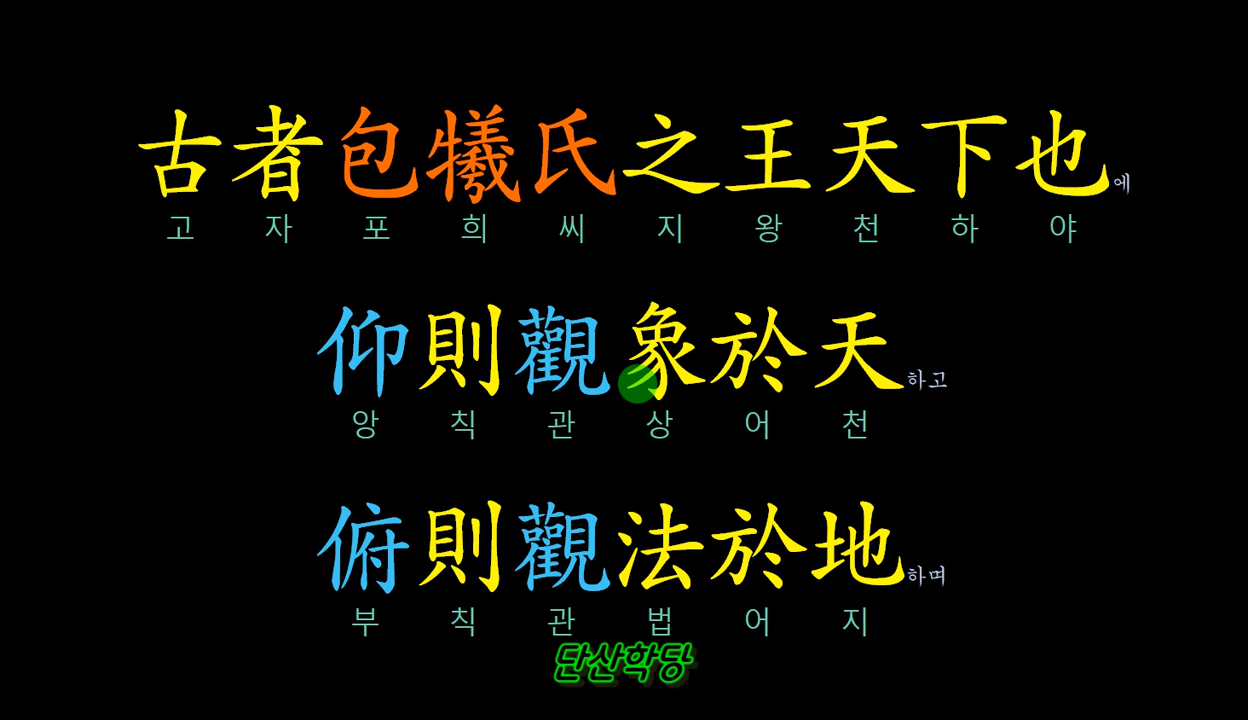 古者包犧氏之王天下也에
고 자 포 희 씨 지 왕 천 하 야
仰則觀象於天하고
앙 칙 관 상 어 천
俯則觀法於地하며
부 칙 관 법 어 지
단산학당